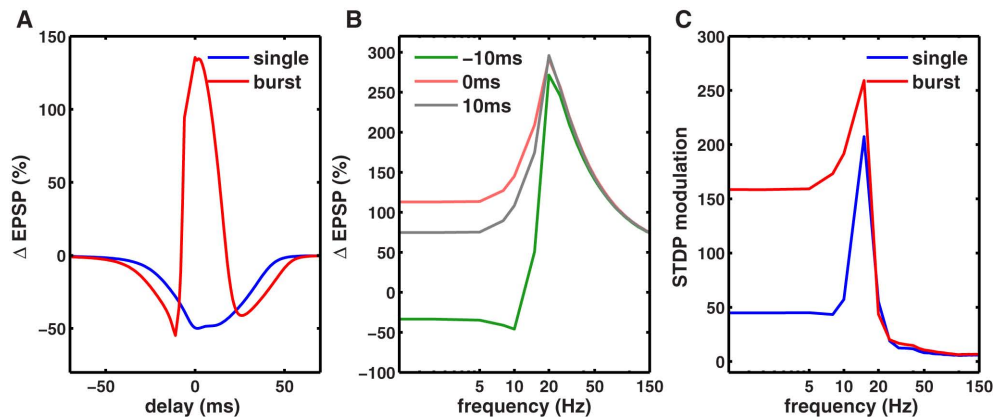 A
150
100
50
0
−50
Δ EPSP (%)
single
burst
−50
0
50
delay (ms)
B
300
250
200
150
100
50
0
−50
−100
Δ EPSP (%)
−10ms
0ms
10ms
5
10
20
50
150
frequency (Hz)
C
300
250
200
150
100
50
0
STDP modulation
single
burst
5
10
20
50
150
frequency (Hz)